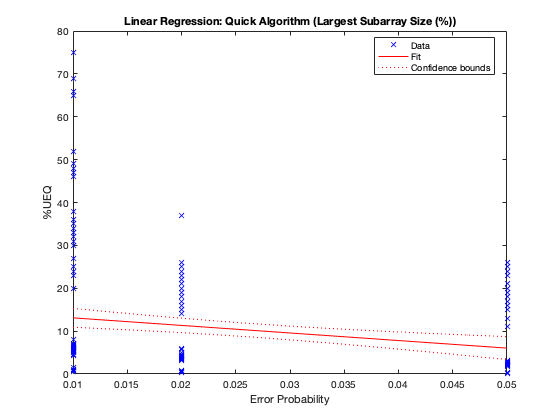 Linear Regression: Quick Algorithm (Largest Subarray Size (%))
80
70
60
50
40
30
20
10
0
%UEQ
Data
Fit
Confidence bounds
0.01 0.015 0.02 0.025 0.03 0.035 0.04 0.045 0.05
Error Probability